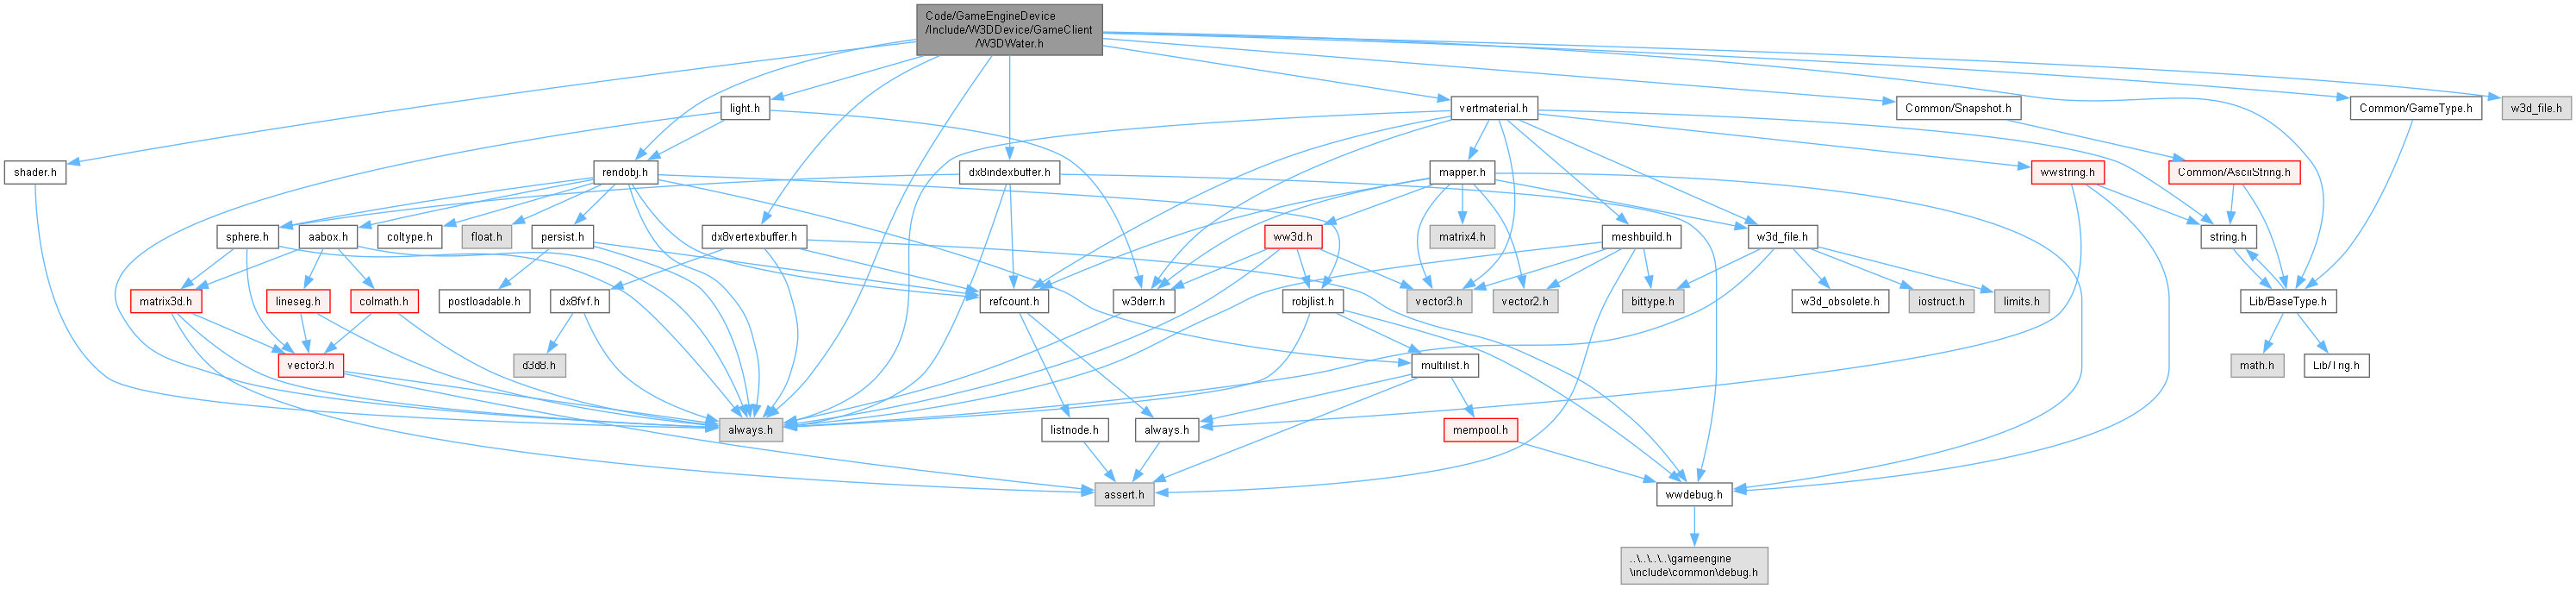 Code/GameEngineDevice
/Include/W3DDevice/GameClient
/W3DWater.h
light.h
vertmaterial.h
Common/Snapshot.h
Common/GameType.h
w3d_file.h
shader.h
rendobj.h
dx8indexbuffer.h
mapper.h
wwstring.h
Common/AsciiString.h
sphere.h
aabox.h
coltype.h
float.h
persist.h
dx8vertexbuffer.h
ww3d.h
matrix4.h
meshbuild.h
w3d_file.h
string.h
matrix3d.h
lineseg.h
colmath.h
postloadable.h
dx8fvf.h
refcount.h
w3derr.h
robjlist.h
vector3.h
vector2.h
bittype.h
w3d_obsolete.h
iostruct.h
limits.h
Lib/BaseType.h
vector3.h
d3d8.h
multilist.h
math.h
Lib/Trig.h
always.h
listnode.h
always.h
mempool.h
assert.h
wwdebug.h
..\..\..\..\gameengine
\include\common\debug.h